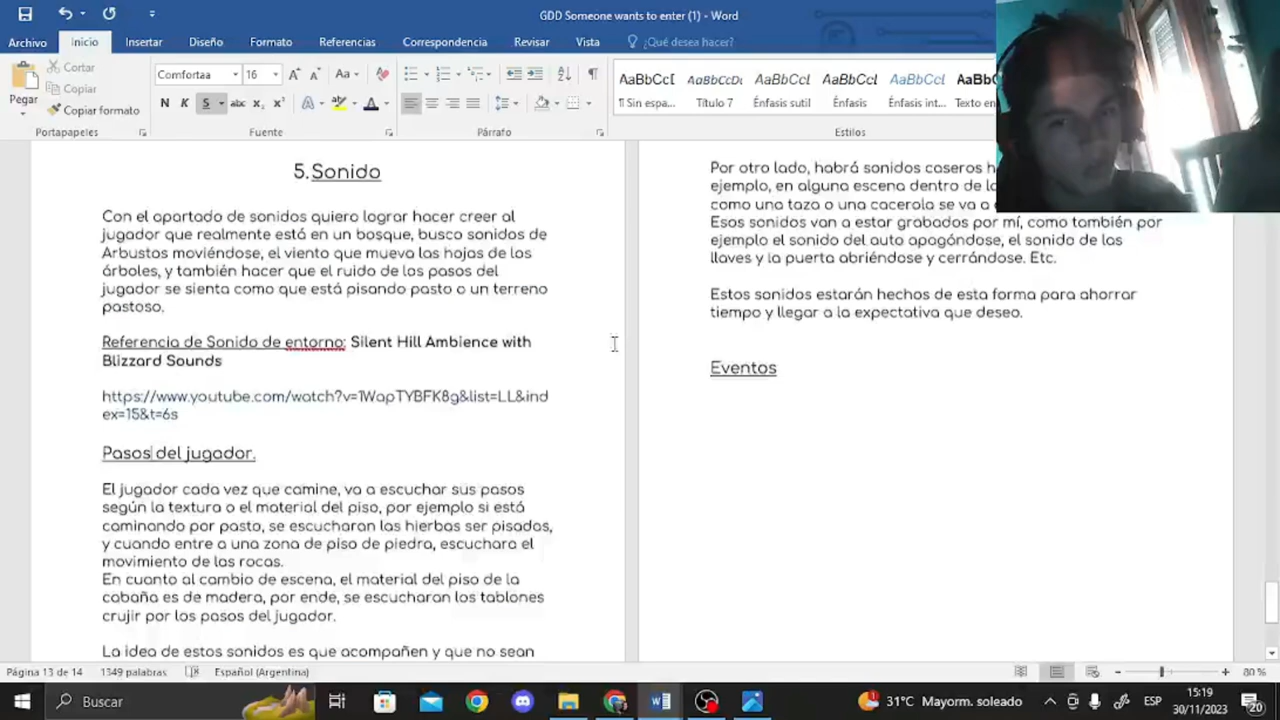 GDD Someone wants to enter (1) - Word
Archivo Inicio Insertar Diseño Formato Referencias Correspondencia Revisar Vista ¿Qué desea hacer?
Pegar
Cortar
Copiar
Copiar formato
Portapapeles
Comfortaa 16
Fuente
Párrafo
AaBbCcI AaBbCcDı AaBbCcl AaBbCcl AaBbCcl AaBbCc
¶ Sin espa... Título 7 Énfasis sutil Énfasis Énfasis int... Texto en
Estilos
5.Sonido
Con el apartado de sonidos quiero lograr hacer creer al
jugador que realmente está en un bosque, busco sonidos de
Arbustos moviéndose, el viento que mueva las hojas de los
árboles, y también hacer que el ruido de los pasos del
jugador se sienta como que está pisando pasto o un terreno
pastoso.
Referencia de Sonido de entorno: Silent Hill Ambience with
Blizzard Sounds
https://www.youtube.com/watch?v=1WapTYBFK8g&list=LL&ind
ex=15&t=6s
Pasos del jugador.
El jugador cada vez que camine, va a escuchar sus pasos
según la textura o el material del piso, por ejemplo si está
caminando por pasto, se escucharan las hierbas ser pisadas,
y cuando entre a una zona de piso de piedra, escuchara el
movimiento de las rocas.
En cuanto al cambio de escena, el material del piso de la
cabaña es de madera, por ende, se escucharan los tablones
crujir por los pasos del jugador.
La idea de estos sonidos es que acompañen y que no sean
Por otro lado, habrá sonidos caseros
ejemplo, en alguna escena dentro de
como una taza o una cacerola se va a
Esos sonidos van a estar grabados por mí, como también por
ejemplo el sonido del auto apagándose, el sonido de las
llaves y la puerta abriéndose y cerrándose. Etc.
Estos sonidos estarán hechos de esta forma para ahorrar
tiempo y llegar a la expectativa que deseo.
Eventos
Página 13 de 14 1349 palabras Español (Argentina) 80 %
Buscar 31°C Mayorm. soleado ESP 15:19
30/11/2023 20